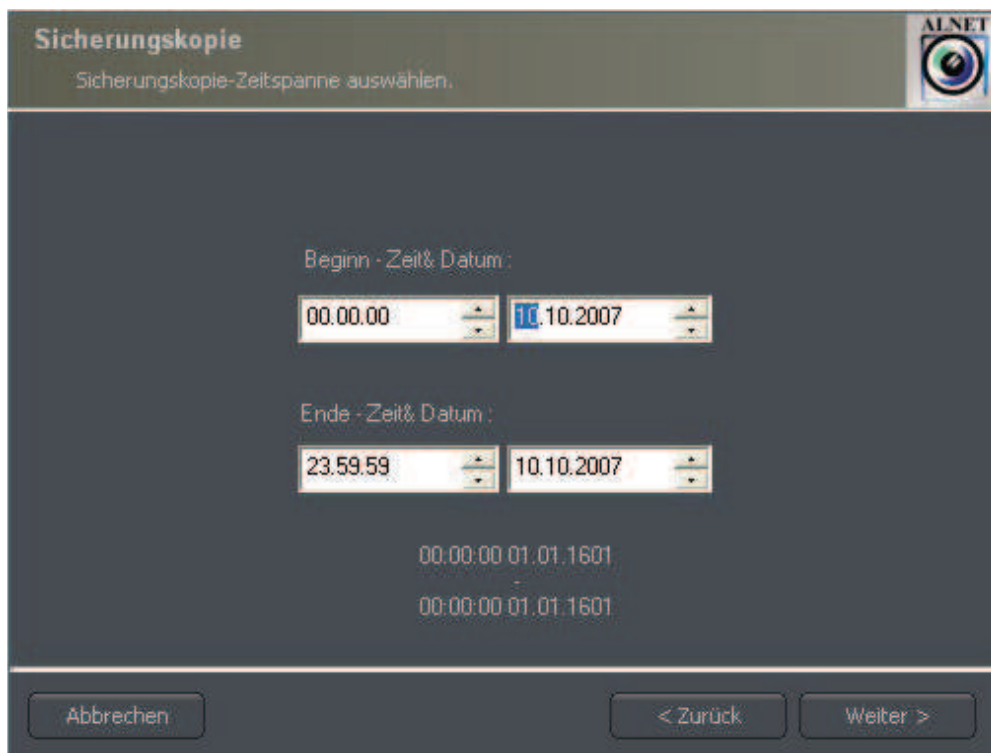 Sicherungskopie
ALNET
Sicherungskopie-Zeitspanne auswählen.
Beginn - Zeit& Datum :
00.00.00 10.10.2007
Ende - Zeit& Datum :
23.59.59 10.10.2007
00:00:00 01.01.1601
-
00:00:00 01.01.1601
Abbrechen < Zurück Weiter >